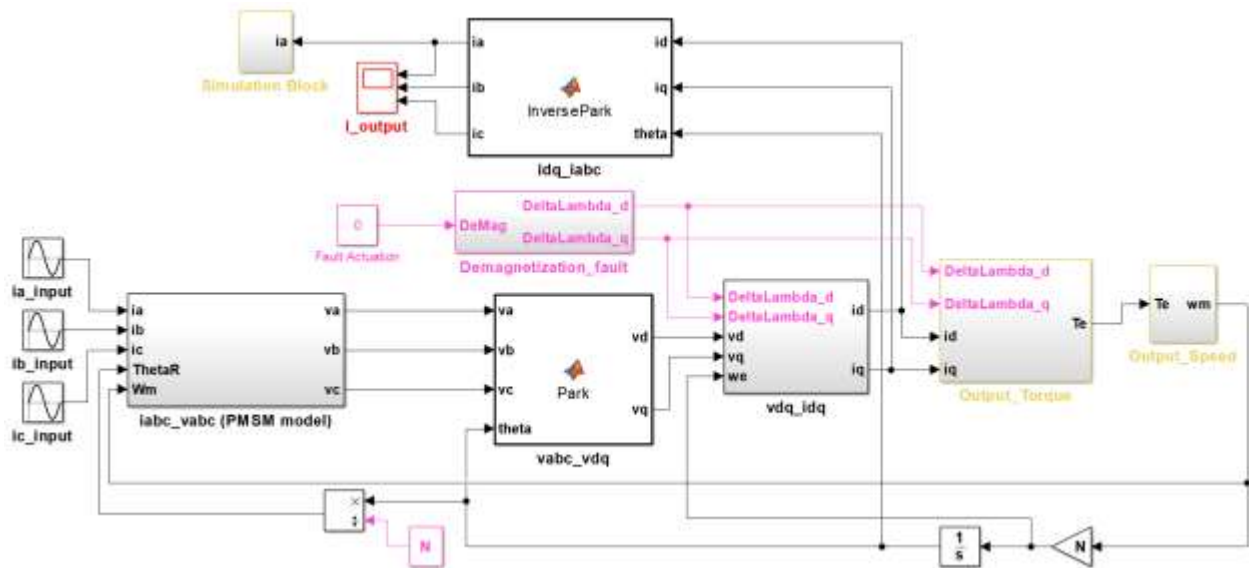 ia
Simulation Block
I_output
ia
ib
ic
InversePark
id
iq
theta
idq_iabc
0
Fault Actuation
DeMag
DeltaLambda_d
DeltaLambda_q
Demagnetization_fault
ia_input
ib_input
ic_input
ia
ib
ic
ThetaR
Wm
va
vb
vc
iabc_vabc (PMSM model)
va
vb
vc
theta
Park
vd
vq
vabc_vdq
DeltaLambda_d
DeltaLambda_q
vd
vq
we
id
iq
vdq_idq
DeltaLambda_d
DeltaLambda_q
id
iq
Te
Output_Torque
Te
wm
Output_Speed
×
÷
N
1
s
N